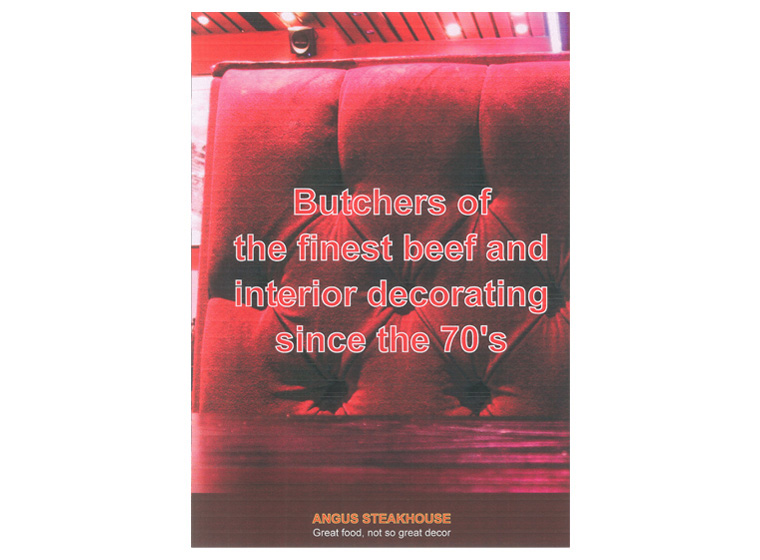 Butchers of
the finest beef and
interior decorating
since the 70's
ANGUS STEAKHOUSE
Great food, not so great decor